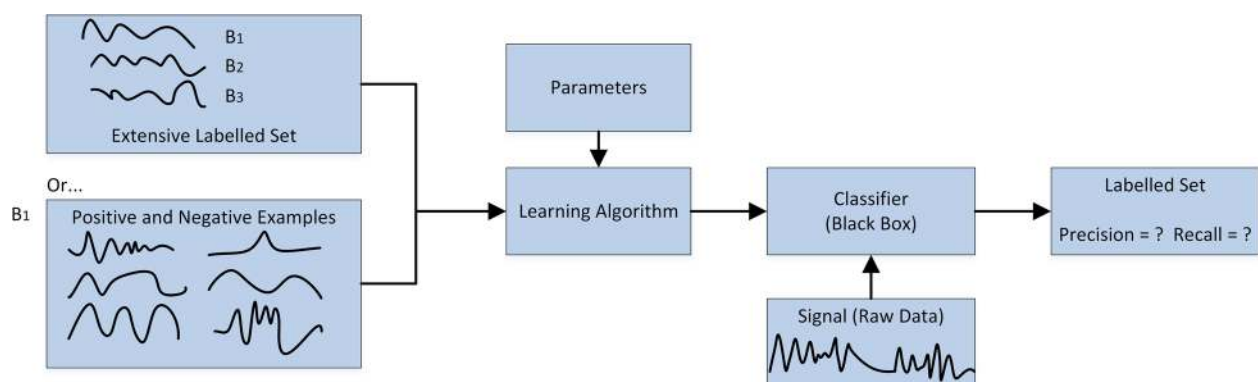 B1
B2
B3
Extensive Labelled Set
Or...
B1
Positive and Negative Examples
Parameters
Learning Algorithm
Classifier
(Black Box)
Signal (Raw Data)
Labelled Set
Precision = ? Recall = ?